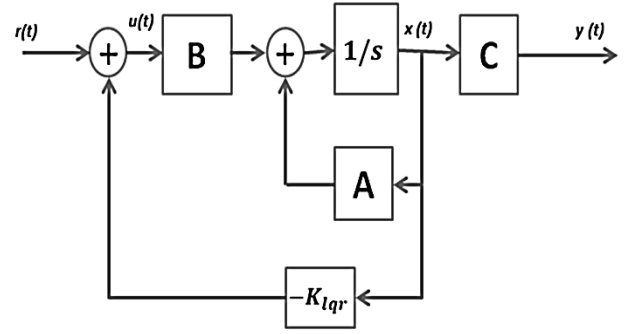 r(t) + u(t) B + 1/s x(t) C y(t)
A
−K_lqr